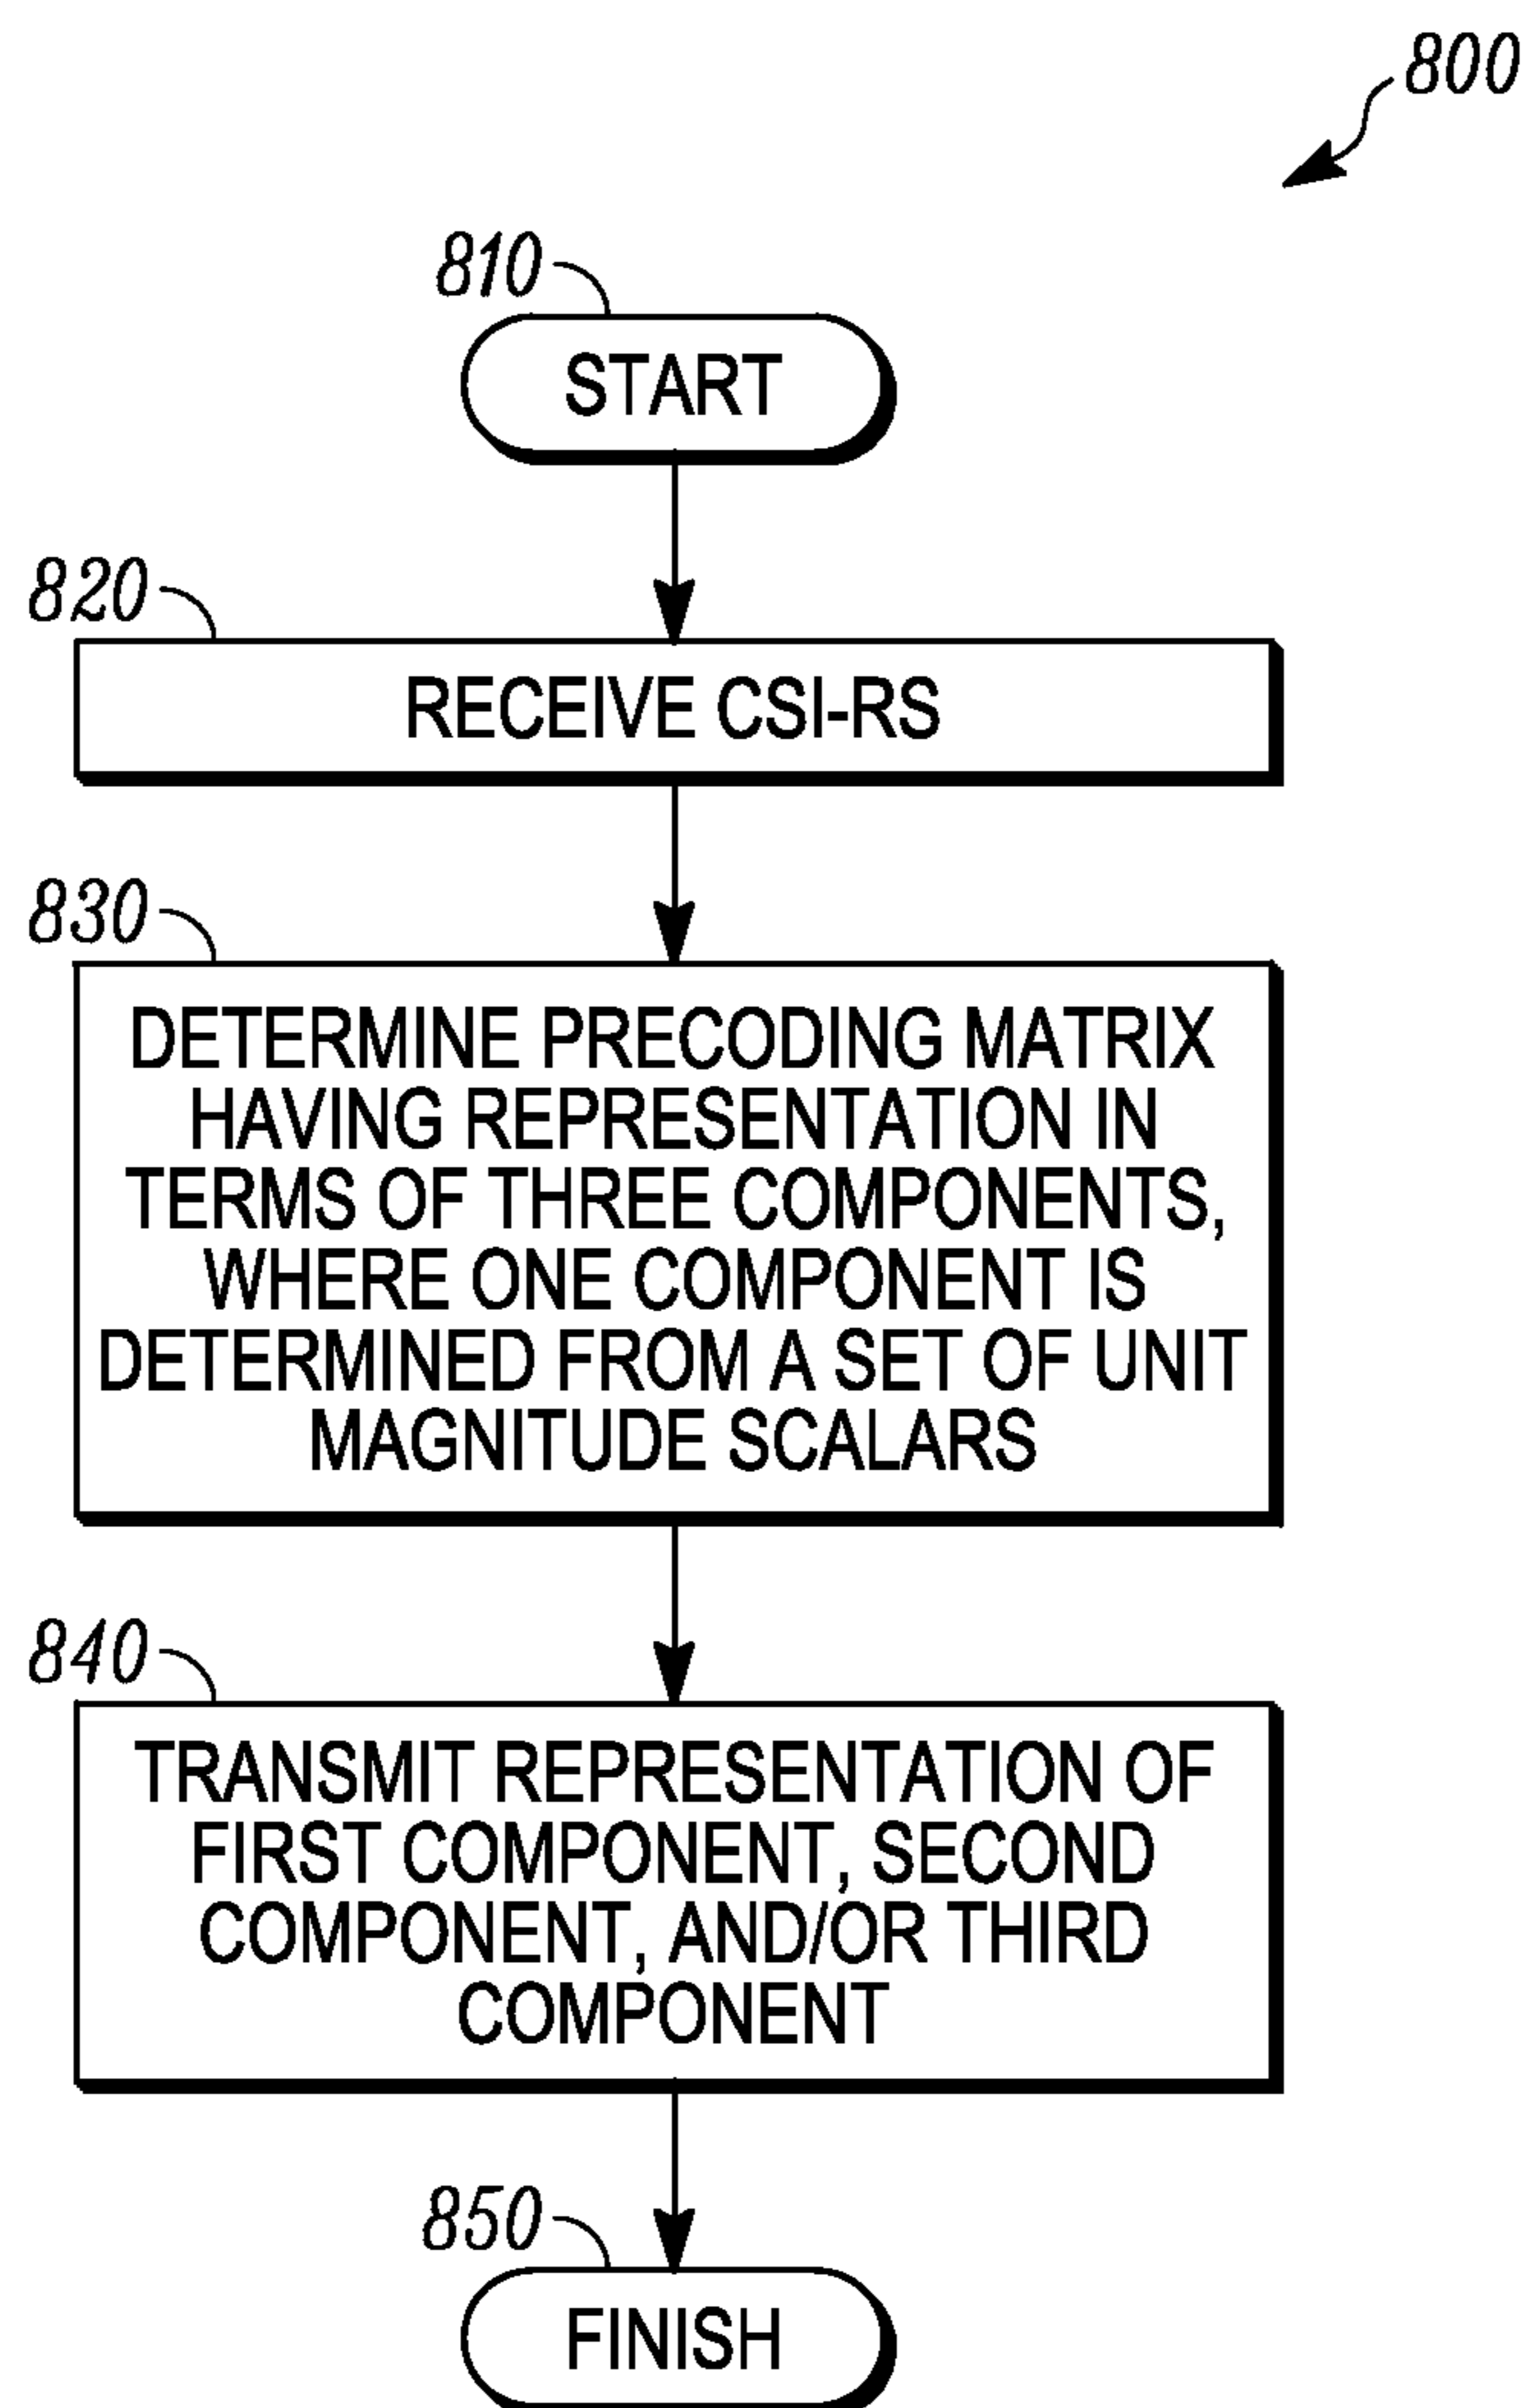 800
810
START
820
RECEIVE CSI-RS
830
DETERMINE PRECODING MATRIX
HAVING REPRESENTATION IN
TERMS OF THREE COMPONENTS,
WHERE ONE COMPONENT IS
DETERMINED FROM A SET OF UNIT
MAGNITUDE SCALARS
840
TRANSMIT REPRESENTATION OF
FIRST COMPONENT, SECOND
COMPONENT, AND/OR THIRD
COMPONENT
850
FINISH